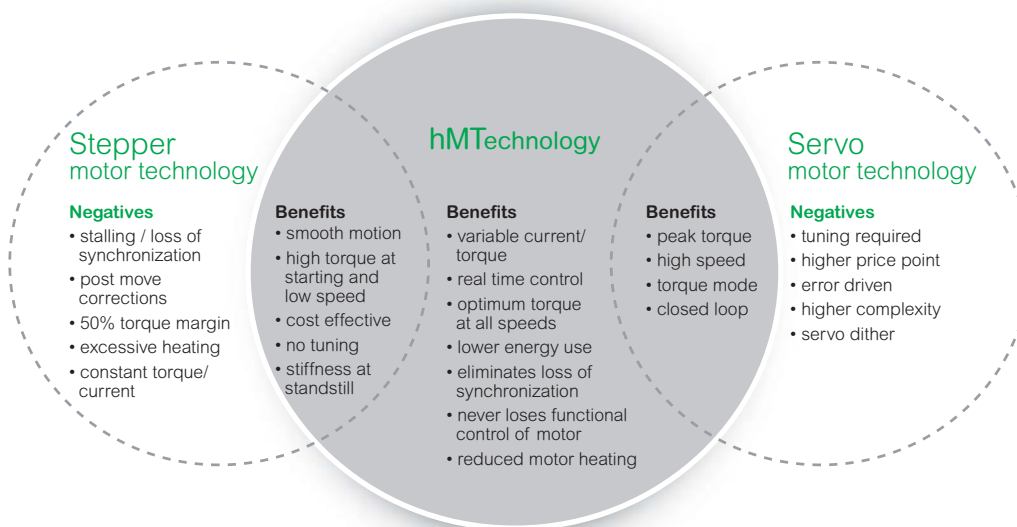 Stepper
motor technology
Negatives
• stalling / loss of
synchronization
• post move
corrections
• 50% torque margin
• excessive heating
• constant torque/
current
Benefits
• smooth motion
• high torque at
starting and
low speed
• cost effective
• no tuning
• stiffness at
standstill
hMTechnology
Benefits
• variable current/
torque
• real time control
• optimum torque
at all speeds
• lower energy use
• eliminates loss of
synchronization
• never loses functional
control of motor
• reduced motor heating
Benefits
• peak torque
• high speed
• torque mode
• closed loop
Servo
motor technology
Negatives
• tuning required
• higher price point
• error driven
• higher complexity
• servo dither